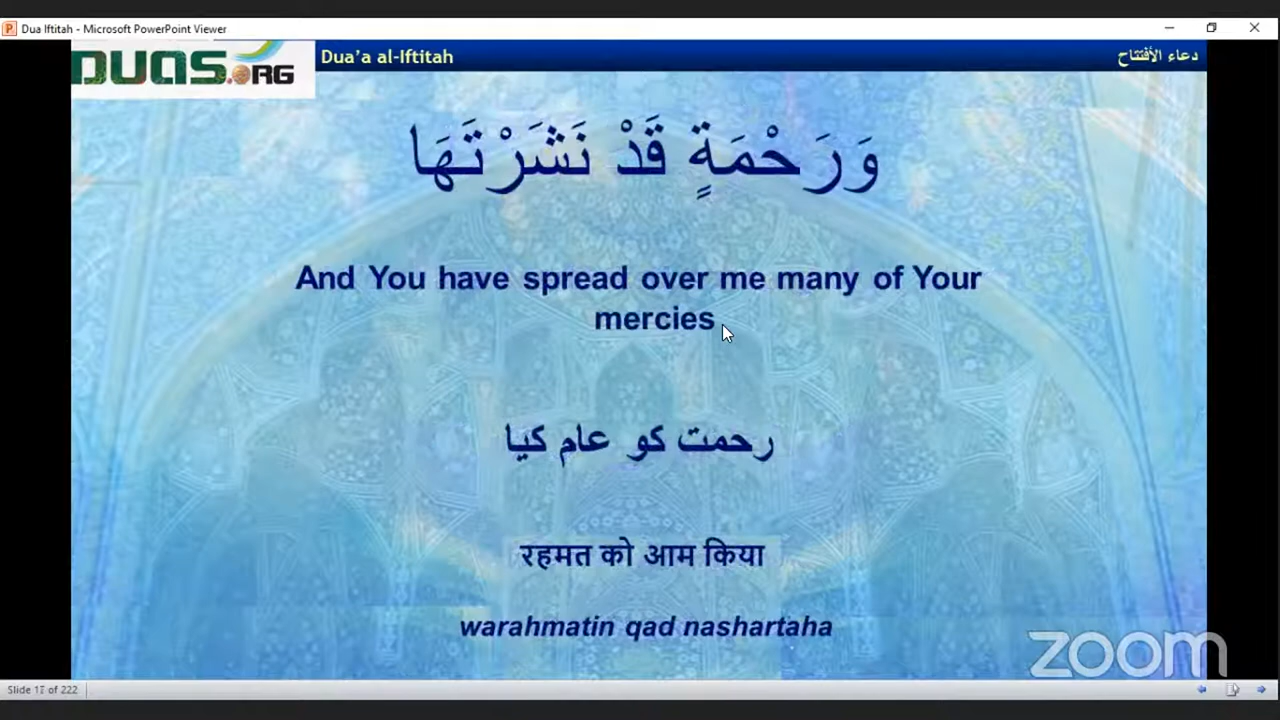 Dua Iftitah - Microsoft PowerPoint Viewer
DUAS.ORG
Dua’a al-Iftitah
دعاء الأفتتاح
وَرَحْمَةٍ قَدْ نَشَرْتَهَا
And You have spread over me many of Your
mercies
رحمت کو عام کیا
रहमत को आम किया
warahmatin qad nashartaha
zoom
Slide 17 of 222